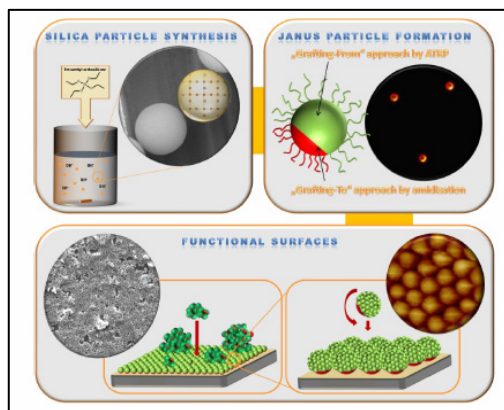 SILICA PARTICLE SYNTHESIS
JANUS PARTICLE FORMATION
„Grafting-From“ approach by ATRP
„Grafting-To“ approach by amidization
FUNCTIONAL SURFACES